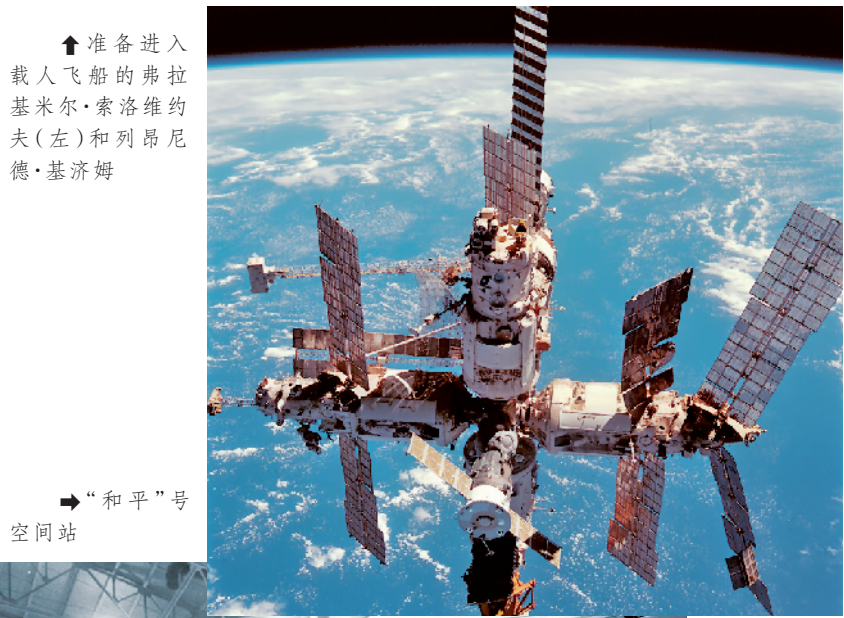 ⬆准备进入
载人飞船的弗拉
基米尔·索洛维约
夫(左)和列昂尼
德·基济姆
➡“和平”号
空间站